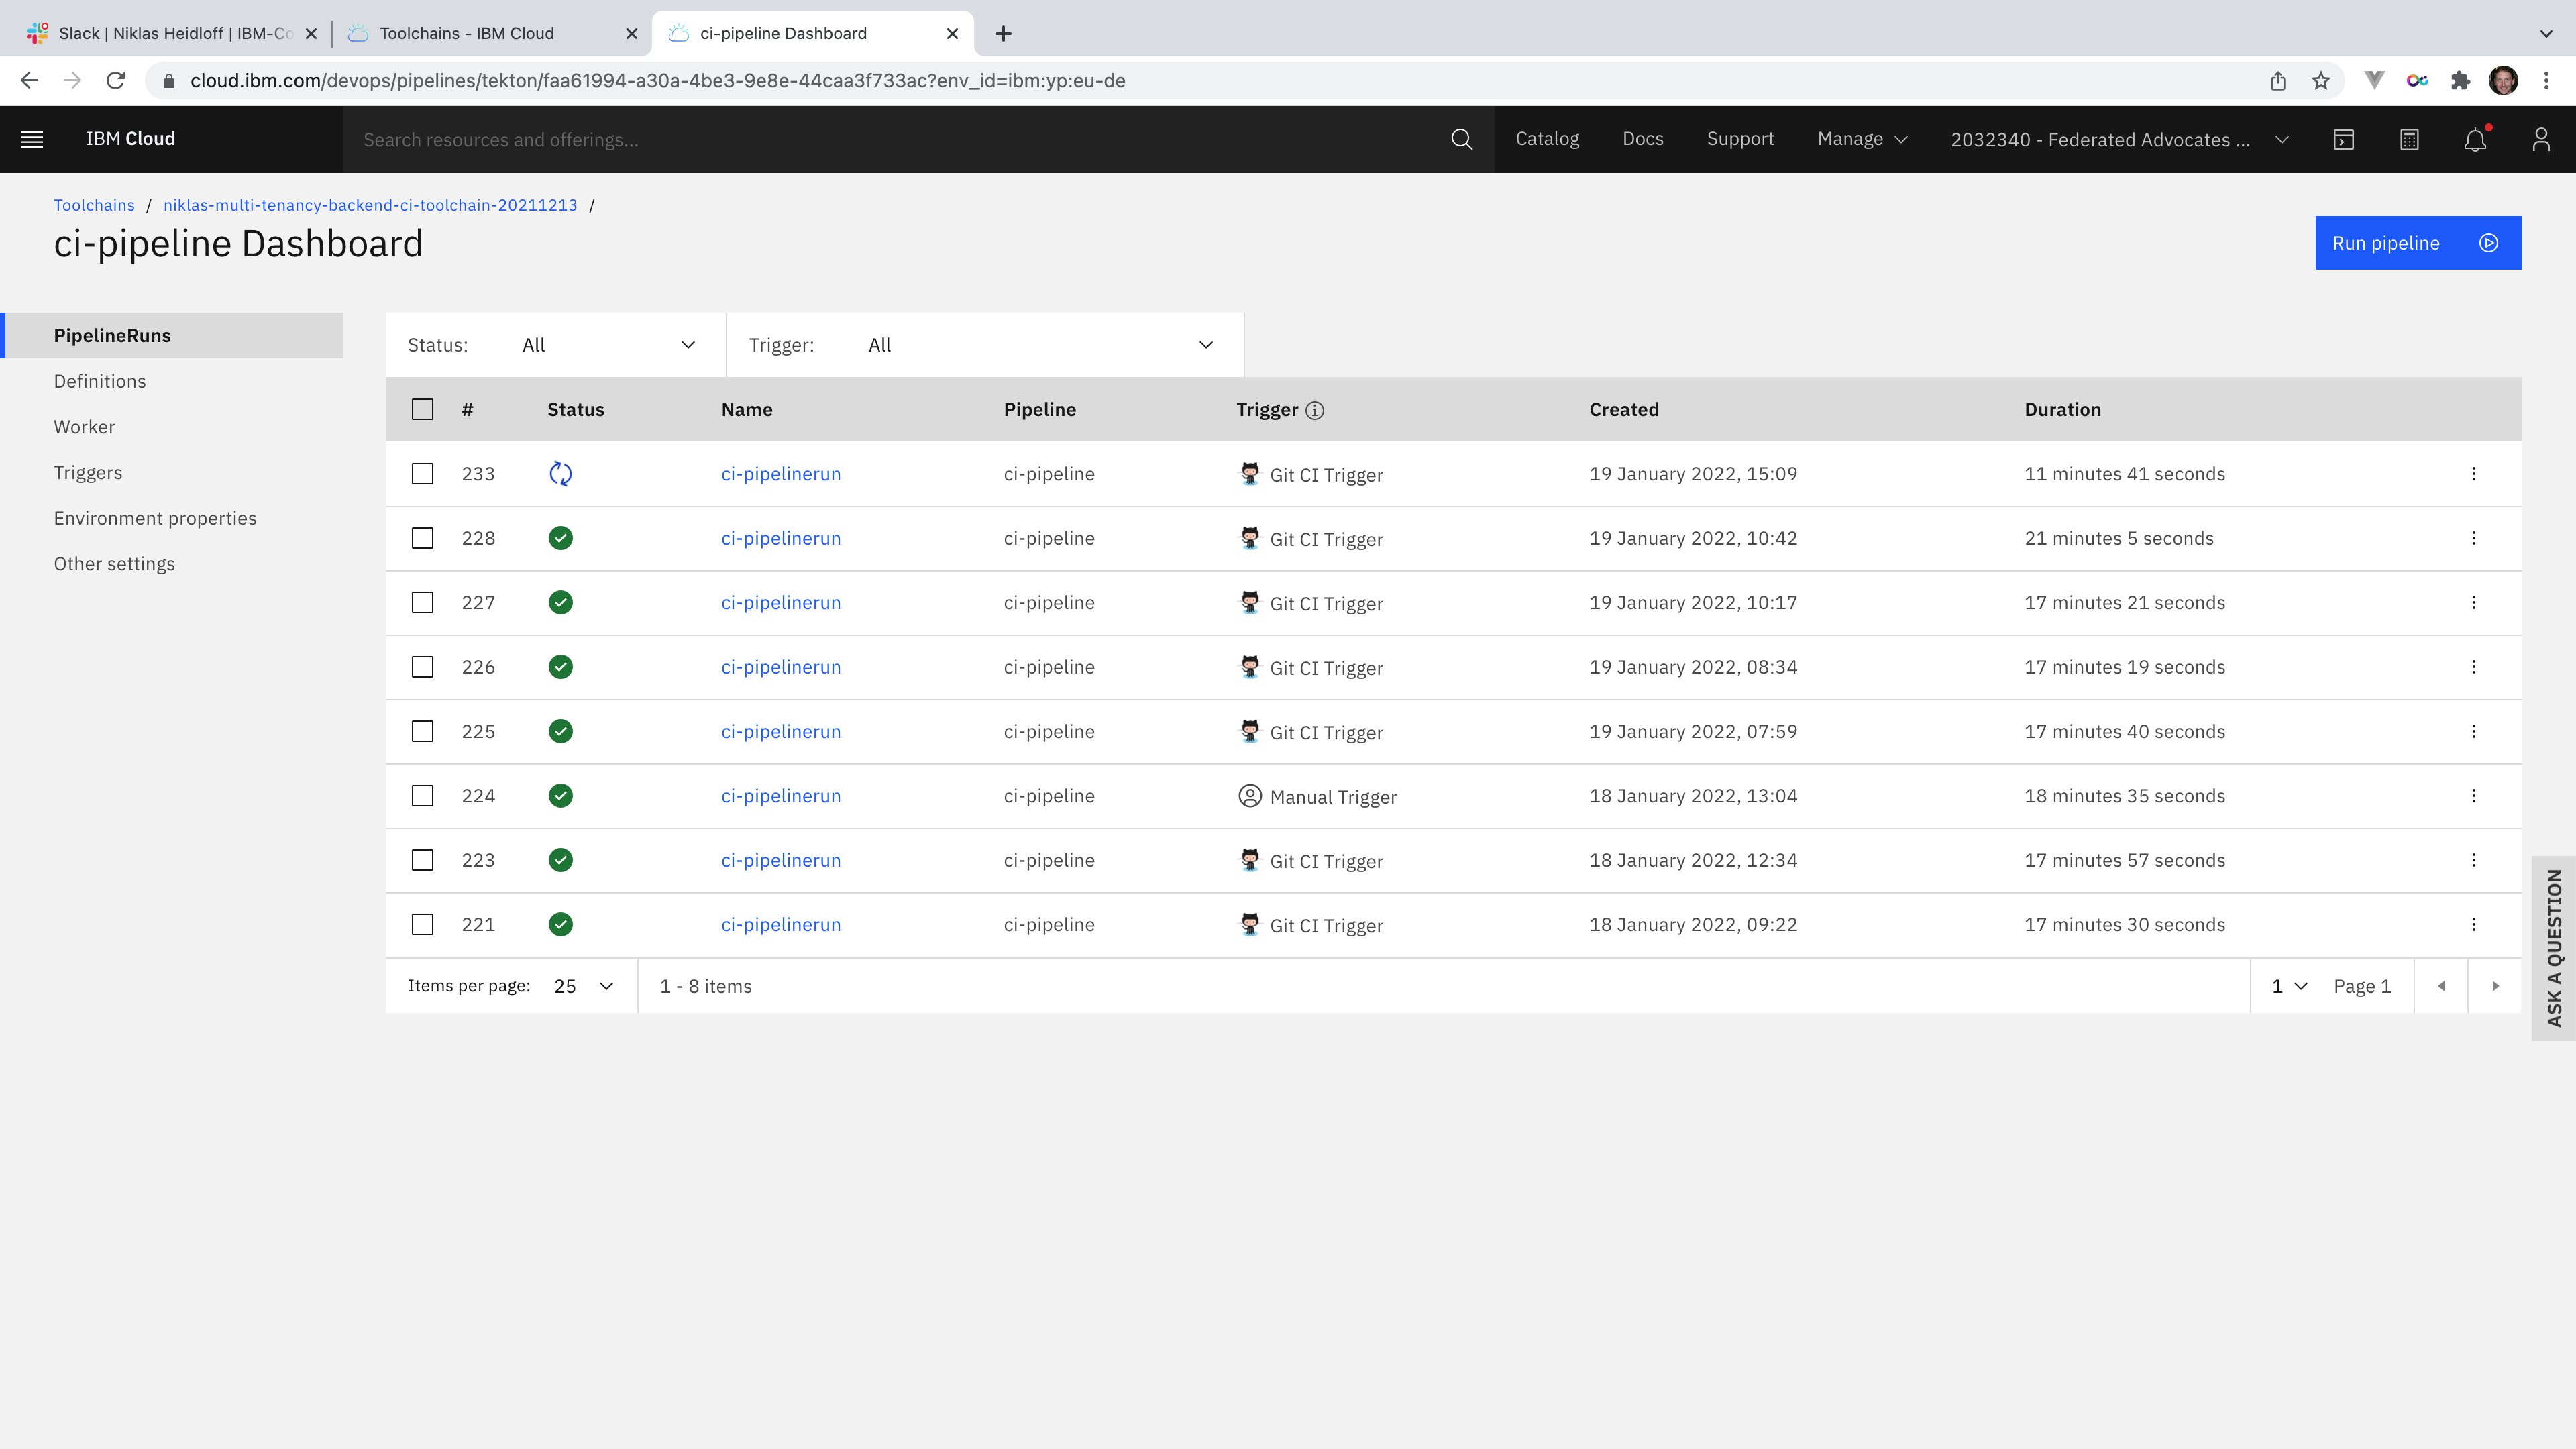 Slack | Niklas Heidloff | IBM-Co
Toolchains - IBM Cloud
ci-pipeline Dashboard
cloud.ibm.com/devops/pipelines/tekton/faa61994-a30a-4be3-9e8e-44caa3f733ac?env_id=ibm:yp:eu-de
IBM Cloud
Search resources and offerings...
Catalog
Docs
Support
Manage
2032340 - Federated Advocates ...
Toolchains / niklas-multi-tenancy-backend-ci-toolchain-20211213 /
ci-pipeline Dashboard
Run pipeline
PipelineRuns
Definitions
Worker
Triggers
Environment properties
Other settings
Status: All
Trigger: All
# Status Name Pipeline Trigger Created Duration
233 ci-pipelinerun ci-pipeline Git CI Trigger 19 January 2022, 15:09 11 minutes 41 seconds
228 ci-pipelinerun ci-pipeline Git CI Trigger 19 January 2022, 10:42 21 minutes 5 seconds
227 ci-pipelinerun ci-pipeline Git CI Trigger 19 January 2022, 10:17 17 minutes 21 seconds
226 ci-pipelinerun ci-pipeline Git CI Trigger 19 January 2022, 08:34 17 minutes 19 seconds
225 ci-pipelinerun ci-pipeline Git CI Trigger 19 January 2022, 07:59 17 minutes 40 seconds
224 ci-pipelinerun ci-pipeline Manual Trigger 18 January 2022, 13:04 18 minutes 35 seconds
223 ci-pipelinerun ci-pipeline Git CI Trigger 18 January 2022, 12:34 17 minutes 57 seconds
221 ci-pipelinerun ci-pipeline Git CI Trigger 18 January 2022, 09:22 17 minutes 30 seconds
Items per page: 25
1 - 8 items
1
Page 1
ASK A QUESTION